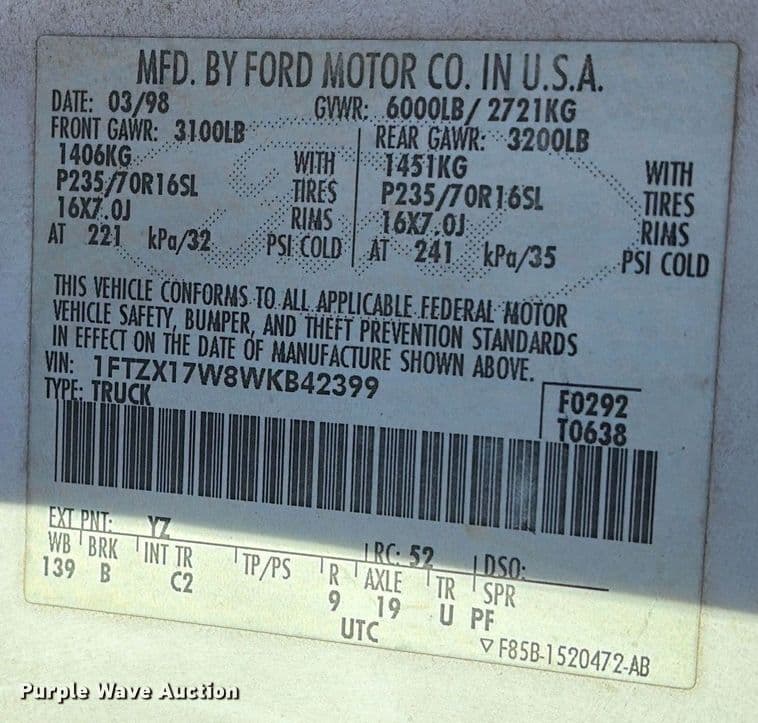 MFD. BY FORD MOTOR CO. IN U.S.A.
DATE: 03/98 GVWR: 6000LB/ 2721KG
FRONT GAWR: 3100LB REAR GAWR: 3200LB
1406KG WITH 1451KG WITH
P235/70R16SL TIRES P235/70R16SL TIRES
16X7.0J RIMS 16X7.0J RIMS
AT 221 kPa/32 PSI COLD AT 241 kPa/35 PSI COLD
THIS VEHICLE CONFORMS TO ALL APPLICABLE FEDERAL MOTOR
VEHICLE SAFETY, BUMPER, AND THEFT PREVENTION STANDARDS
IN EFFECT ON THE DATE OF MANUFACTURE SHOWN ABOVE.
VIN: 1FTZX17W8WKB42399
TYPE: TRUCK
F0292
T0638
EXT PNT: YZ RC: 52 DSO:
WB BRK INT TR TP/PS R AXLE TR SPR
139 B C2 9 19 U PF
UTC
▽ F85B-1520472-AB
Purple Wave Auction